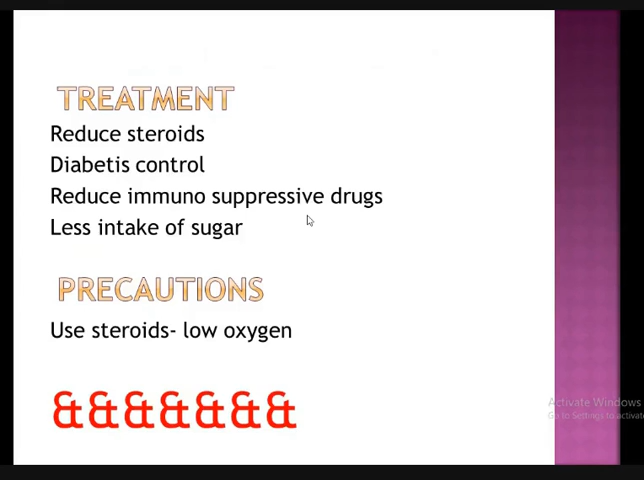 TREATMENT
Reduce steroids
Diabetis control
Reduce immuno suppressive drugs
Less intake of sugar
PRECAUTIONS
Use steroids- low oxygen
&&&&&&&
Activate Windows
Go to Settings to activate